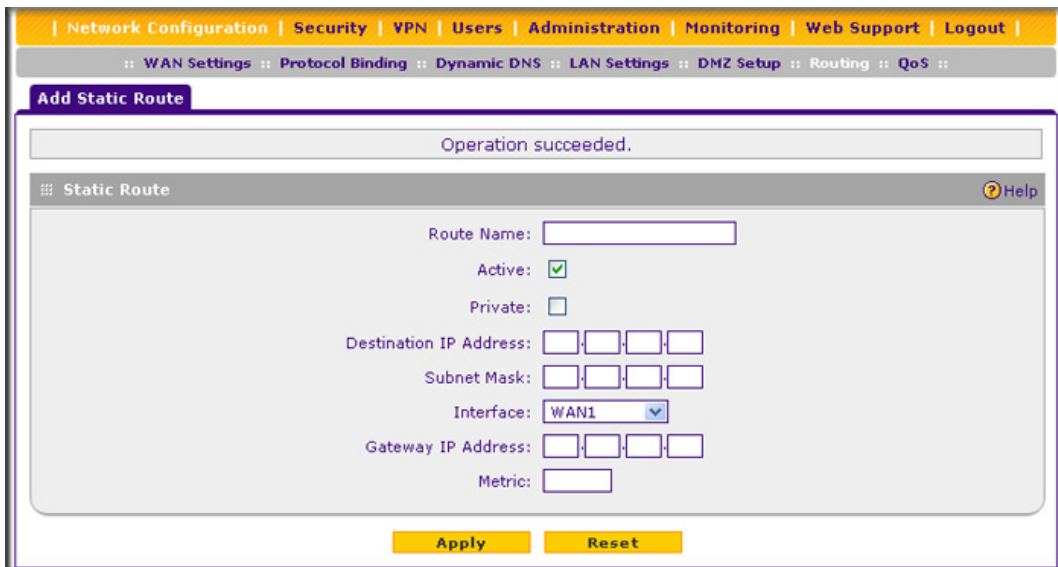 | Network Configuration | Security | VPN | Users | Administration | Monitoring | Web Support | Logout |
:: WAN Settings :: Protocol Binding :: Dynamic DNS :: LAN Settings :: DMZ Setup :: Routing :: QoS ::
Add Static Route
Operation succeeded.
Static Route
? Help
Route Name:
Active:
Private:
Destination IP Address: . . .
Subnet Mask: . . .
Interface: WAN1
Gateway IP Address: . . .
Metric:
Apply Reset